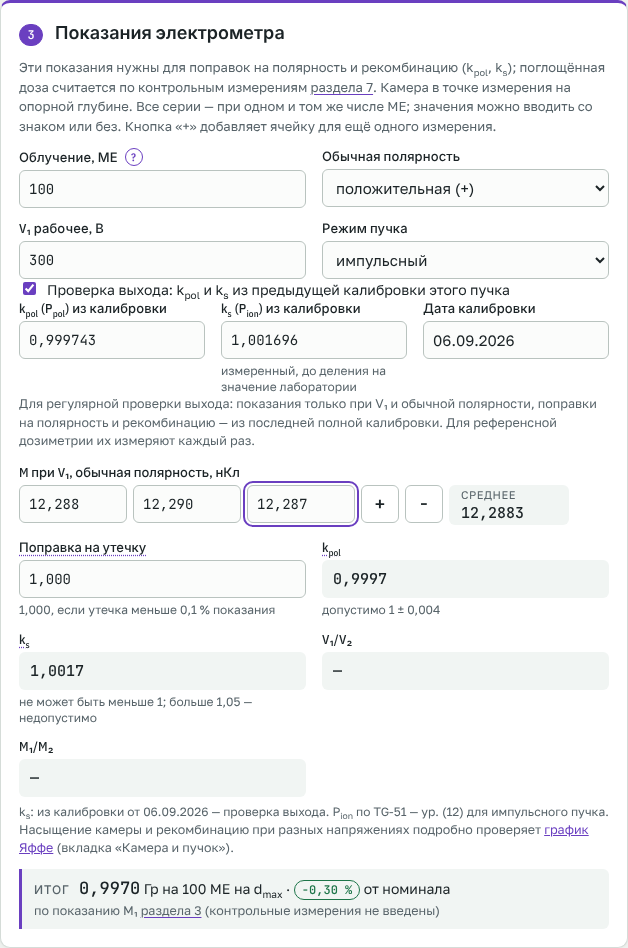 3 Показания электрометра
Эти показания нужны для поправок на полярность и рекомбинацию (kpol, ks); поглощённая
доза считается по контрольным измерениям раздела 7. Камера в точке измерения на
опорной глубине. Все серии — при одном и том же числе МЕ; значения можно вводить со
знаком или без. Кнопка «+» добавляет ячейку для ещё одного измерения.
Облучение, МЕ ? Обычная полярность
100 положительная (+)
V₁ рабочее, В Режим пучка
300 импульсный
Проверка выхода: kpol и ks из предыдущей калибровки этого пучка
kpol (Ppol) из калибровки ks (Pion) из калибровки Дата калибровки
0,999743 1,001696 06.09.2026
измеренный, до деления на
значение лаборатории
Для регулярной проверки выхода: показания только при V₁ и обычной полярности, поправки
на полярность и рекомбинацию — из последней полной калибровки. Для референсной
дозиметрии их измеряют каждый раз.
М при V₁, обычная полярность, нКл
12,288 12,290 12,287 + - СРЕДНЕЕ
12,2883
Поправка на утечку kpol
1,000 0,9997
1,000, если утечка меньше 0,1 % показания допустимо 1 ± 0,004
ks V₁/V₂
1,0017 —
не может быть меньше 1; больше 1,05 —
недопустимо
M₁/M₂
—
ks: из калибровки от 06.09.2026 — проверка выхода. Pion по TG-51 — ур. (12) для импульсного пучка.
Насыщение камеры и рекомбинацию при разных напряжениях подробно проверяет график
Яффе (вкладка «Камера и пучок»).
ИТОГ 0,9970 Гр на 100 МЕ на dmax · -0,30 % от номинала
по показанию M₁ раздела 3 (контрольные измерения не введены)